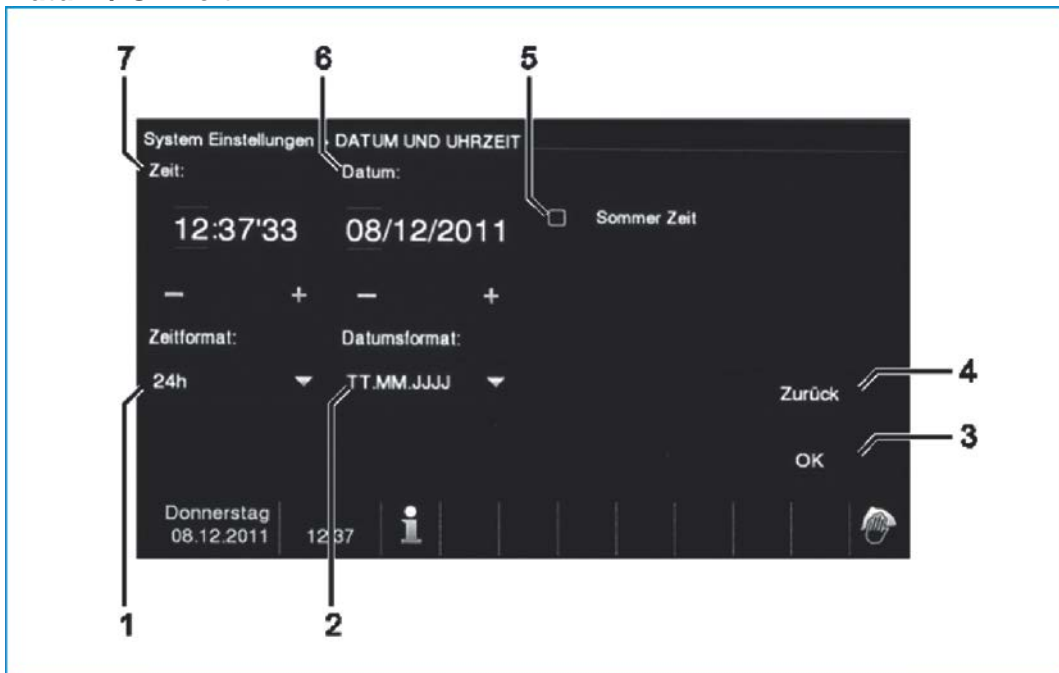 7 6 5
System Einstellungen DATUM UND UHRZEIT
Zeit: Datum:
12:37'33 08/12/2011 Sommer Zeit
− + − +
Zeitformat: Datumsformat:
24h TT.MM.JJJJ
Zurück 4
OK 3
Donnerstag
08.12.2011 12:37
1 2